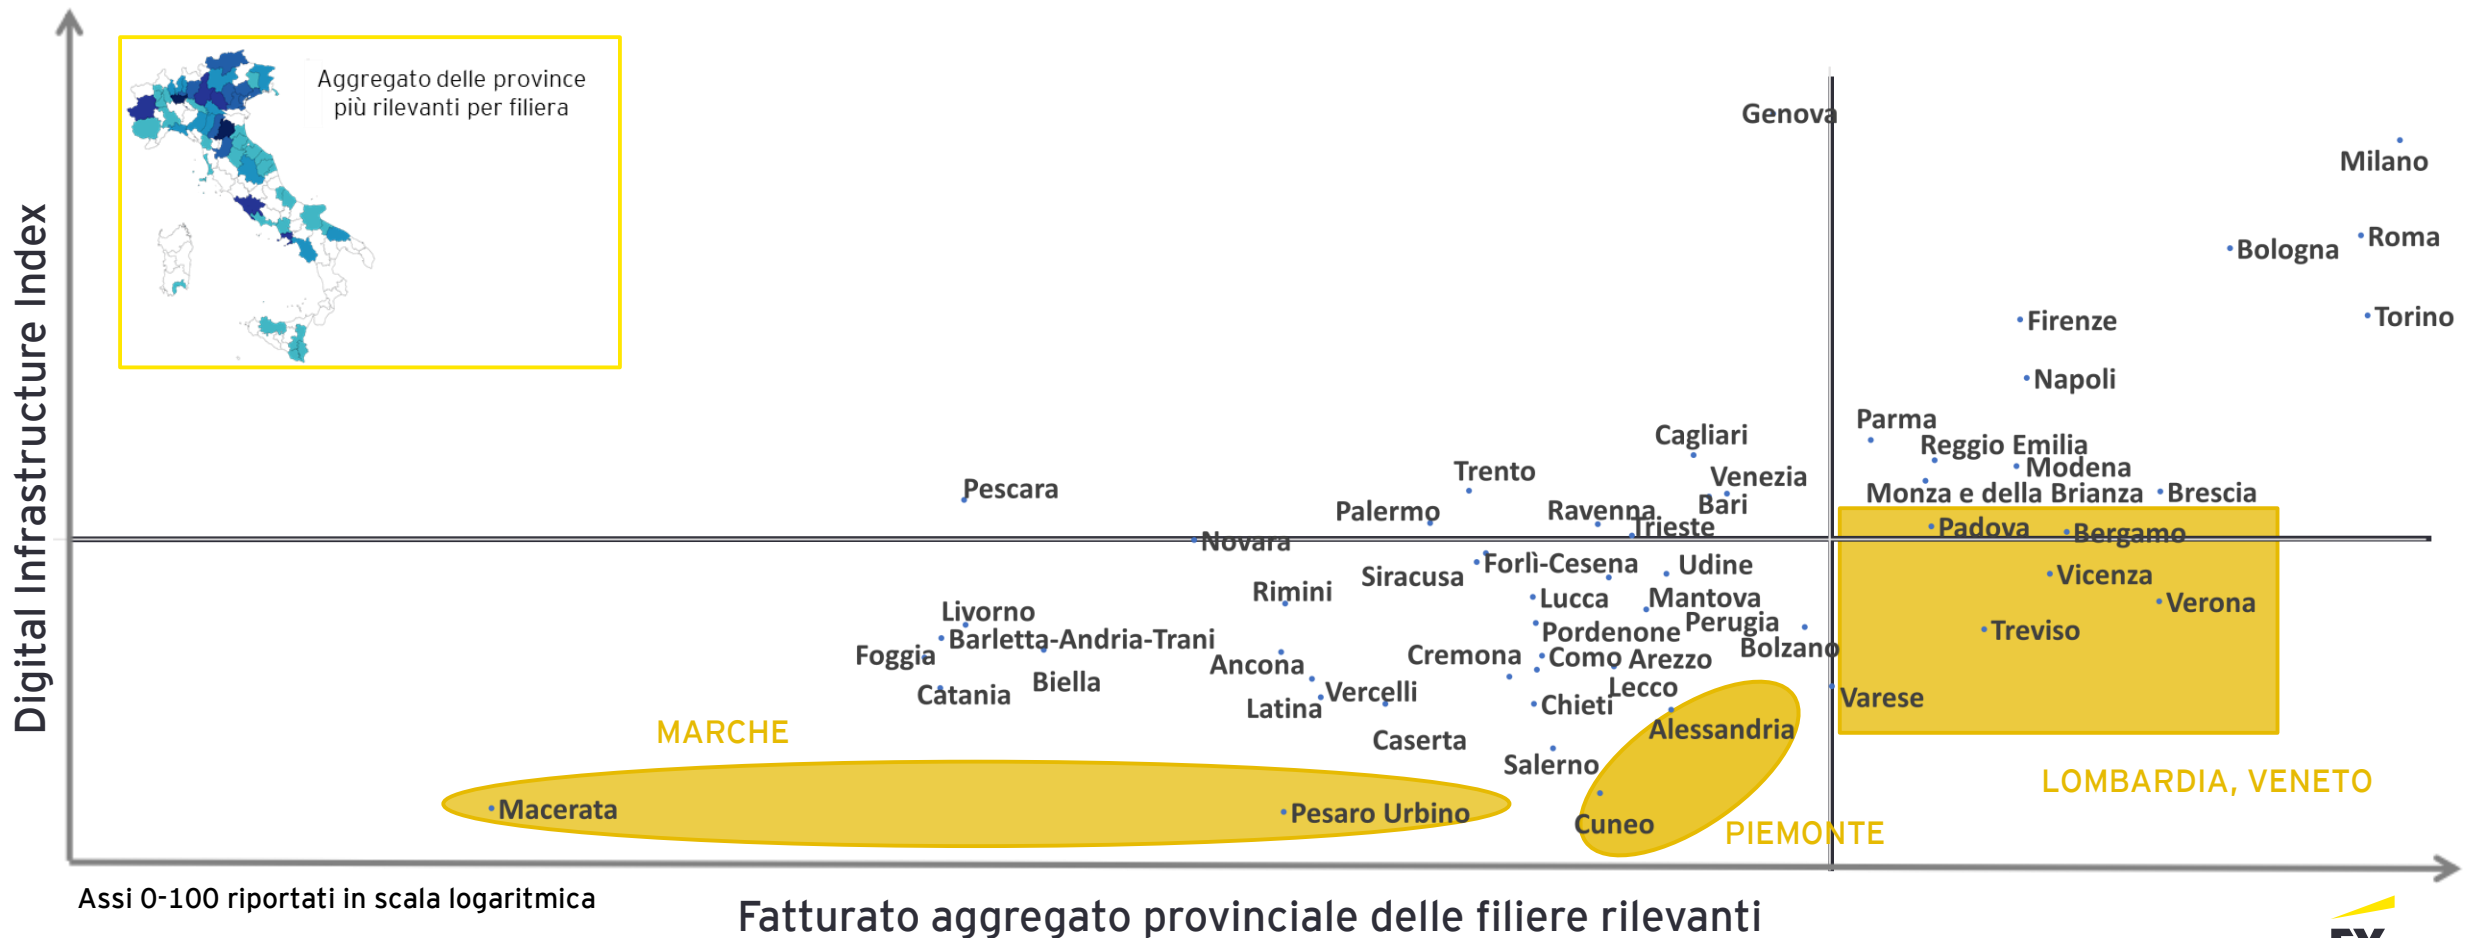 Aggregato delle province
più rilevanti per filiera
Genova
Milano
Roma
Bologna
Torino
Firenze
Napoli
Parma
Cagliari
Reggio Emilia
Modena
Trento
Venezia
Pescara
Monza e della Brianza
Brescia
Bari
Palermo
Ravenna
Trieste
Padova
Bergamo
Novara
Forlì-Cesena
Udine
Siracusa
Vicenza
Rimini
Lucca
Mantova
Verona
Livorno
Perugia
Pordenone
Treviso
Barletta-Andria-Trani
Bolzano
Foggia
Cremona
Como
Arezzo
Ancona
Biella
Lecco
Vercelli
Catania
Varese
Chieti
Latina
Alessandria
MARCHE
Caserta
Salerno
LOMBARDIA, VENETO
Macerata
Pesaro Urbino
Cuneo
PIEMONTE
Digital Infrastructure Index
Assi 0-100 riportati in scala logaritmica
Fatturato aggregato provinciale delle filiere rilevanti
EY